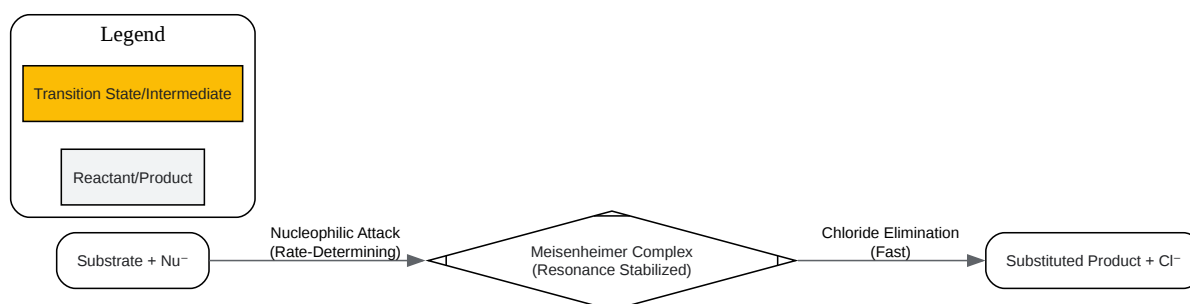 Legend
Transition State/Intermediate
Reactant/Product
Substrate + Nu⁻
Nucleophilic Attack
(Rate-Determining)
Meisenheimer Complex
(Resonance Stabilized)
Chloride Elimination
(Fast)
Substituted Product + Cl⁻